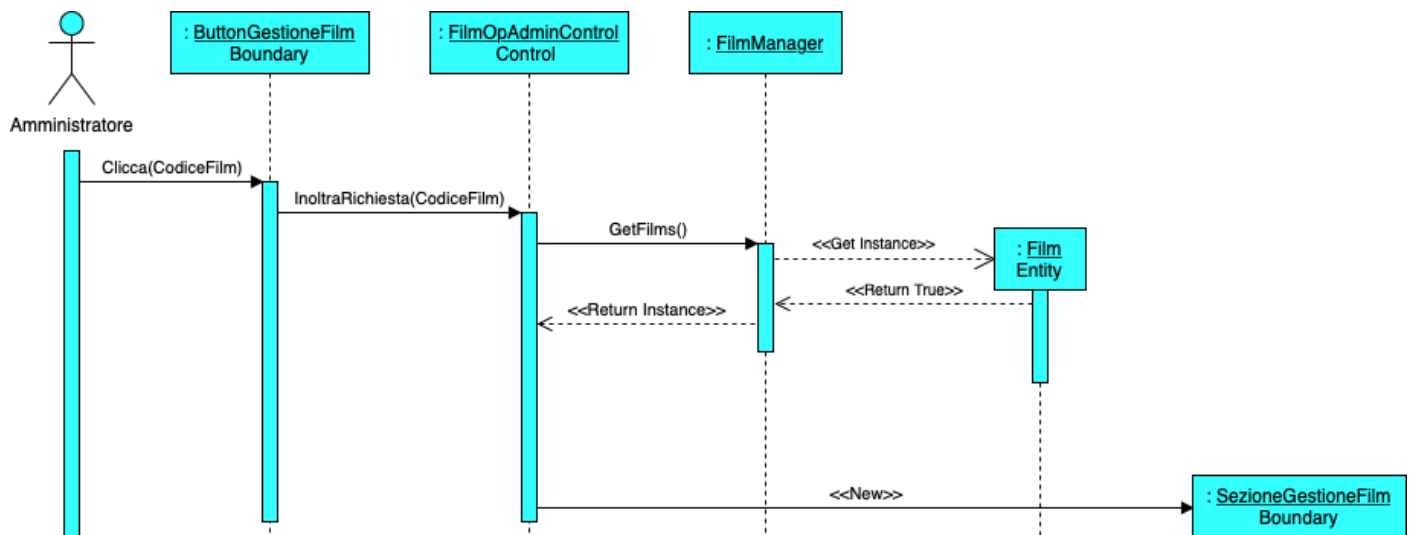 : ButtonGestioneFilm
Boundary
: FilmOpAdminControl
Control
: FilmManager
Amministratore
Clicca(CodiceFilm)
InoltraRichiesta(CodiceFilm)
GetFilms()
<<Get Instance>>
: Film
Entity
<<Return True>>
<<Return Instance>>
<<New>>
: SezioneGestioneFilm
Boundary